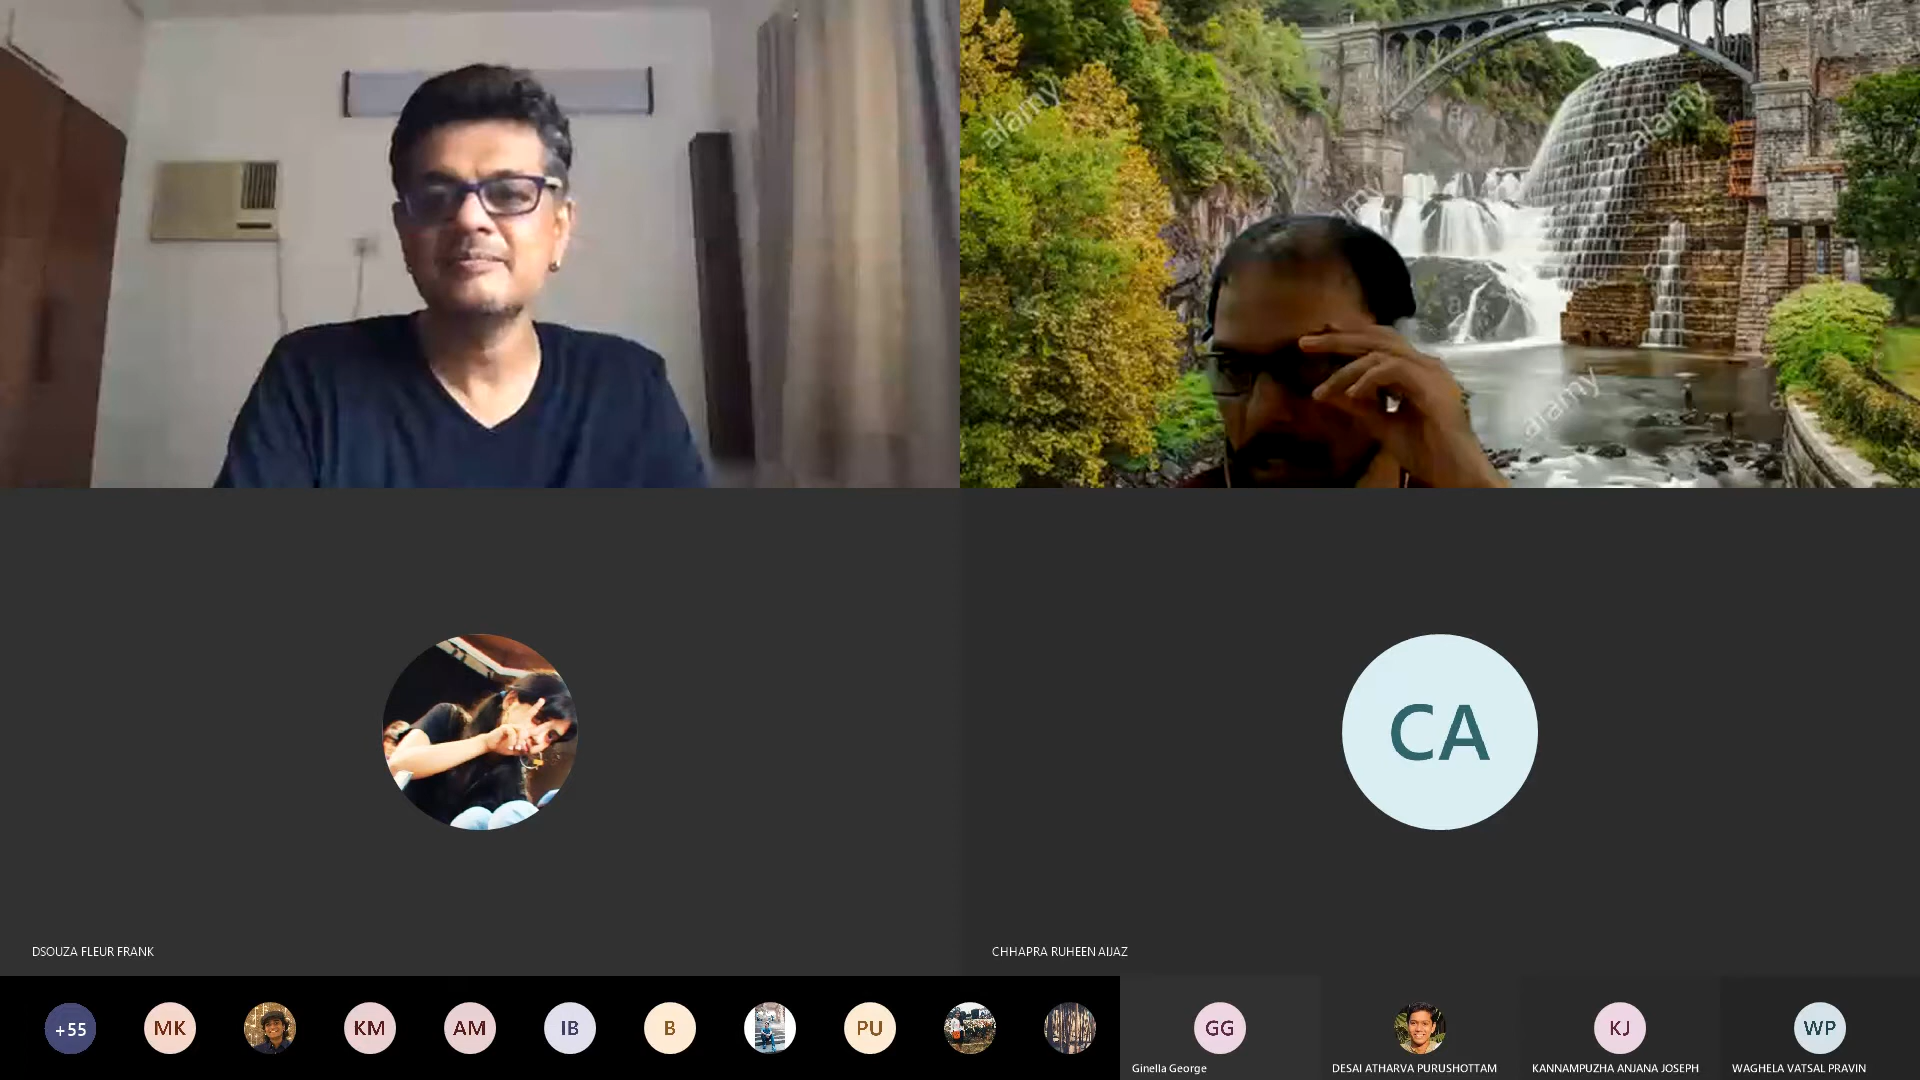 alamy
alamy
alamy
a
alamy
CA
DSOUZA FLEUR FRANK
CHHAPRA RUHEEN AIJAZ
+55
MK
KM
AM
IB
B
PU
GG
KJ
WP
Ginella George
DESAI ATHARVA PURUSHOTTAM
KANNAMPUZHA ANJANA JOSEPH
WAGHELA VATSAL PRAVIN